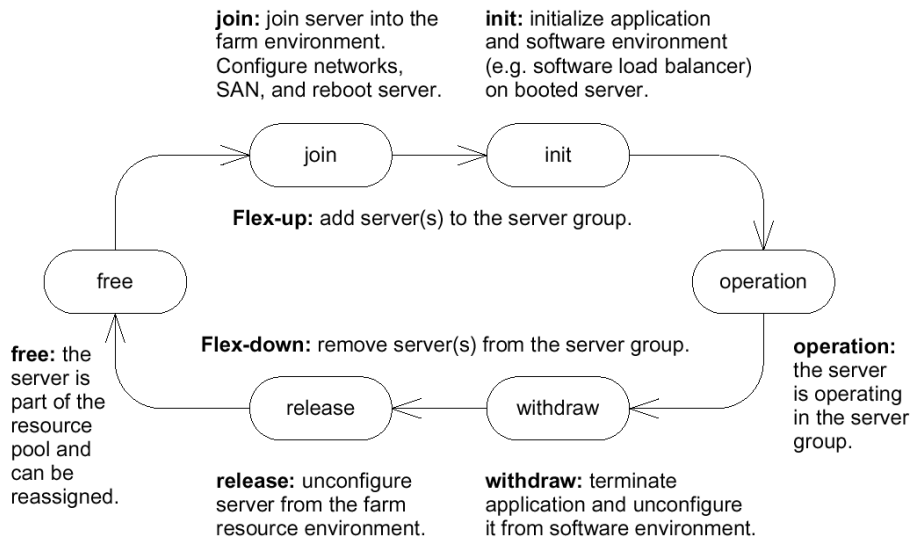 join: join server into the
farm environment.
Configure networks,
SAN, and reboot server.
init: initialize application
and software environment
(e.g. software load balancer)
on booted server.
join
init
Flex-up: add server(s) to the server group.
free
operation
Flex-down: remove server(s) from the server group.
free: the
server is
part of the
resource
pool and
can be
reassigned.
operation:
the server
is operating
in the server
group.
release
withdraw
release: unconfigure
server from the farm
resource environment.
withdraw: terminate
application and unconfigure
it from software environment.